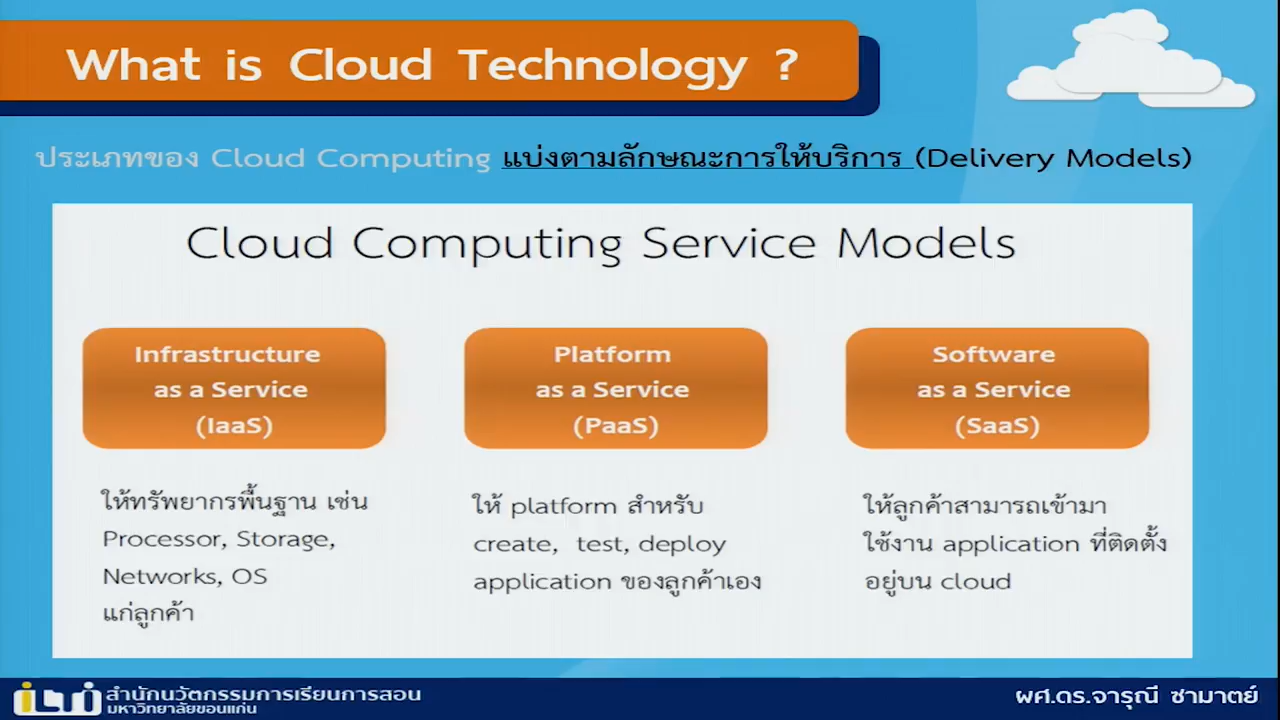 What is Cloud Technology ?
ประเภทของ Cloud Computing แบ่งตามลักษณะการให้บริการ (Delivery Models)
Cloud Computing Service Models
Infrastructure
as a Service
(IaaS)
ให้ทรัพยากรพื้นฐาน เช่น
Processor, Storage,
Networks, OS
แก่ลูกค้า
Platform
as a Service
(PaaS)
ให้ platform สำหรับ
create, test, deploy
application ของลูกค้าเอง
Software
as a Service
(SaaS)
ให้ลูกค้าสามารถเข้ามา
ใช้งาน application ที่ติดตั้ง
อยู่บน cloud
สำนักนวัตกรรมการเรียนการสอน
มหาวิทยาลัยขอนแก่น
ผศ.ดร.จารุณี ซามาตย์